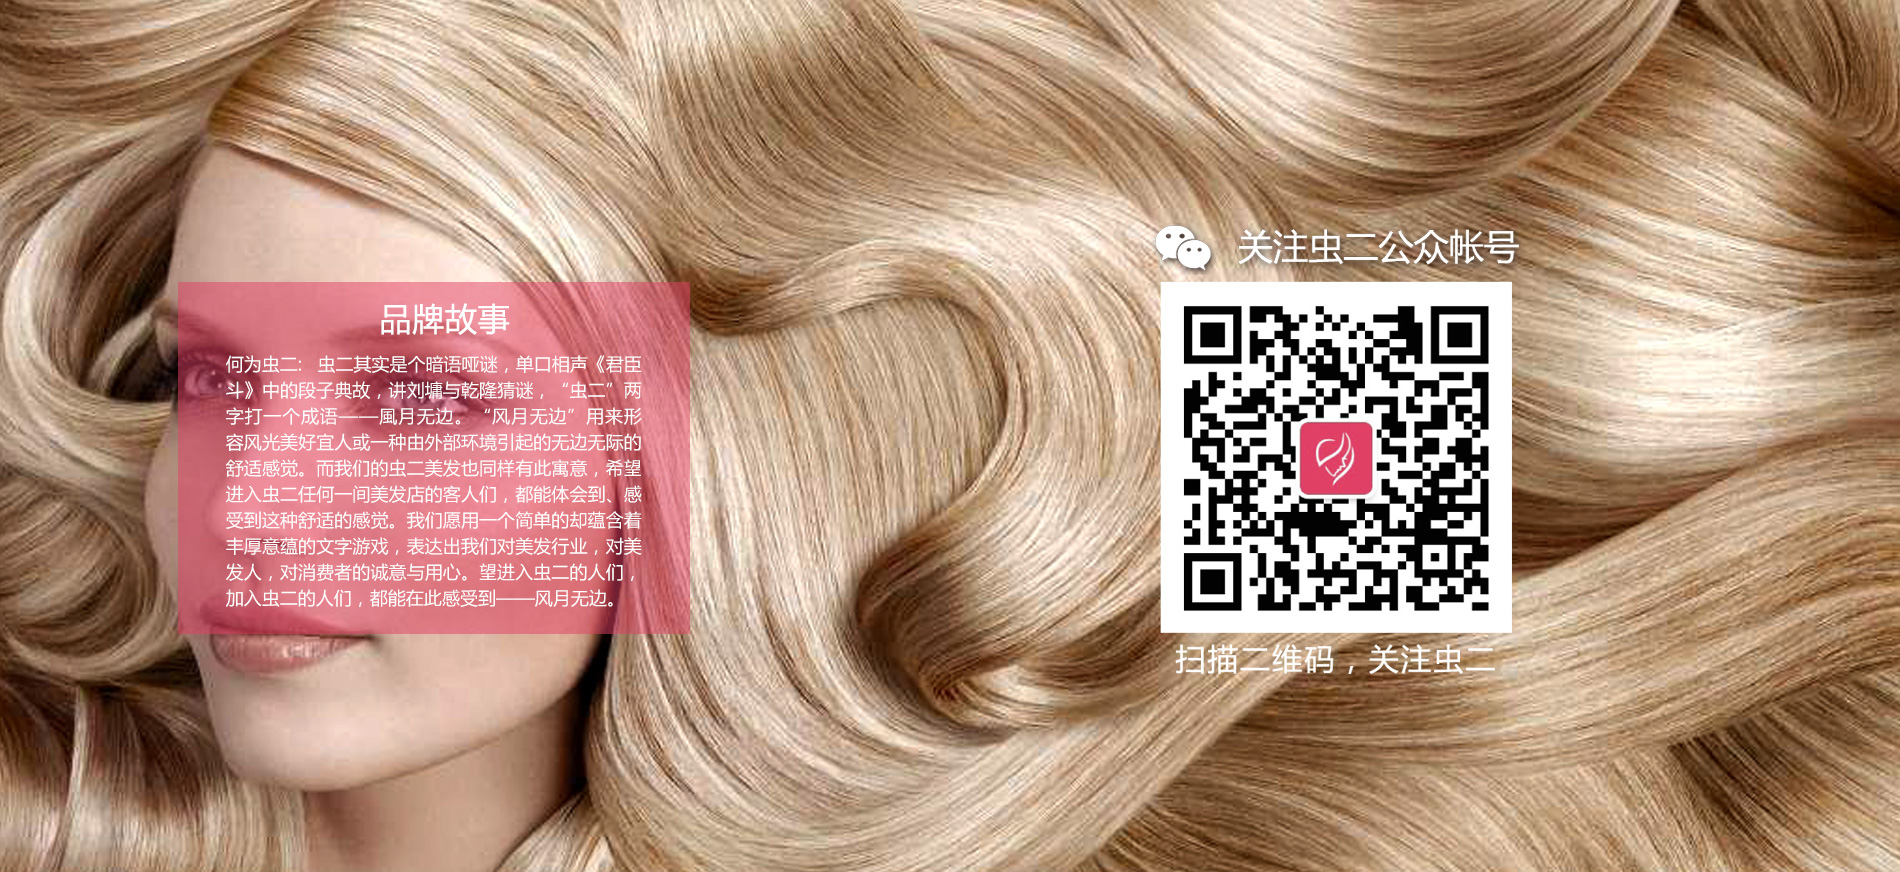 品牌故事
何为虫二： 虫二其实是个暗语哑谜，单口相声《君臣
斗》中的段子典故，讲刘墉与乾隆猜谜，“虫二”两
字打一个成语——風月无边。“风月无边”用来形
容风光美好宜人或一种由外部环境引起的无边无际的
舒适感觉。而我们的虫二美发也同样有此寓意，希望
进入虫二任何一间美发店的客人们，都能体会到、感
受到这种舒适的感觉。我们愿用一个简单的却蕴含着
丰厚意蕴的文字游戏，表达出我们对美发行业，对美
发人，对消费者的诚意与用心。望进入虫二的人们，
加入虫二的人们，都能在此感受到——风月无边。
关注虫二公众帐号
扫描二维码，关注虫二